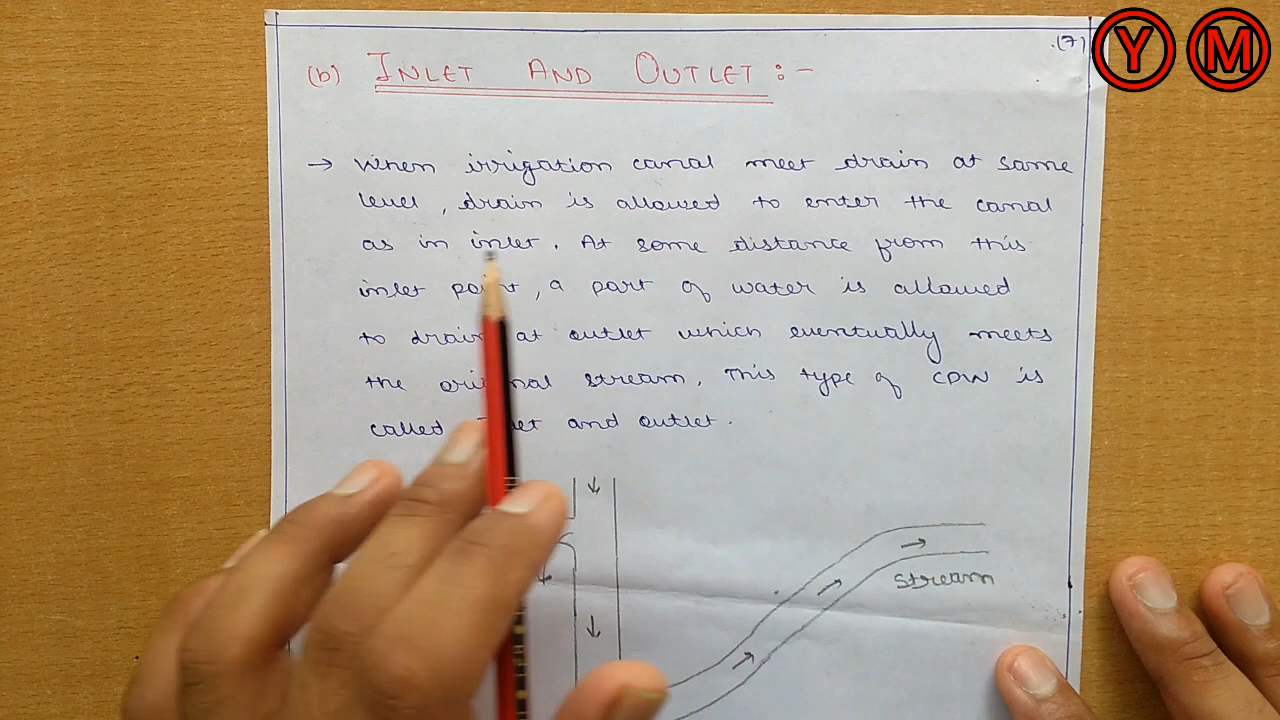 (7)
Y M
(b) INLET AND OUTLET :-
→ When irrigation canal meet drain at same
level, drain is allowed to enter the canal
as in inlet. At some distance from this
inlet point, a part of water is allowed
to drain at outlet which eventually meets
the original stream. This type of CDW is
called Inlet and outlet.
stream